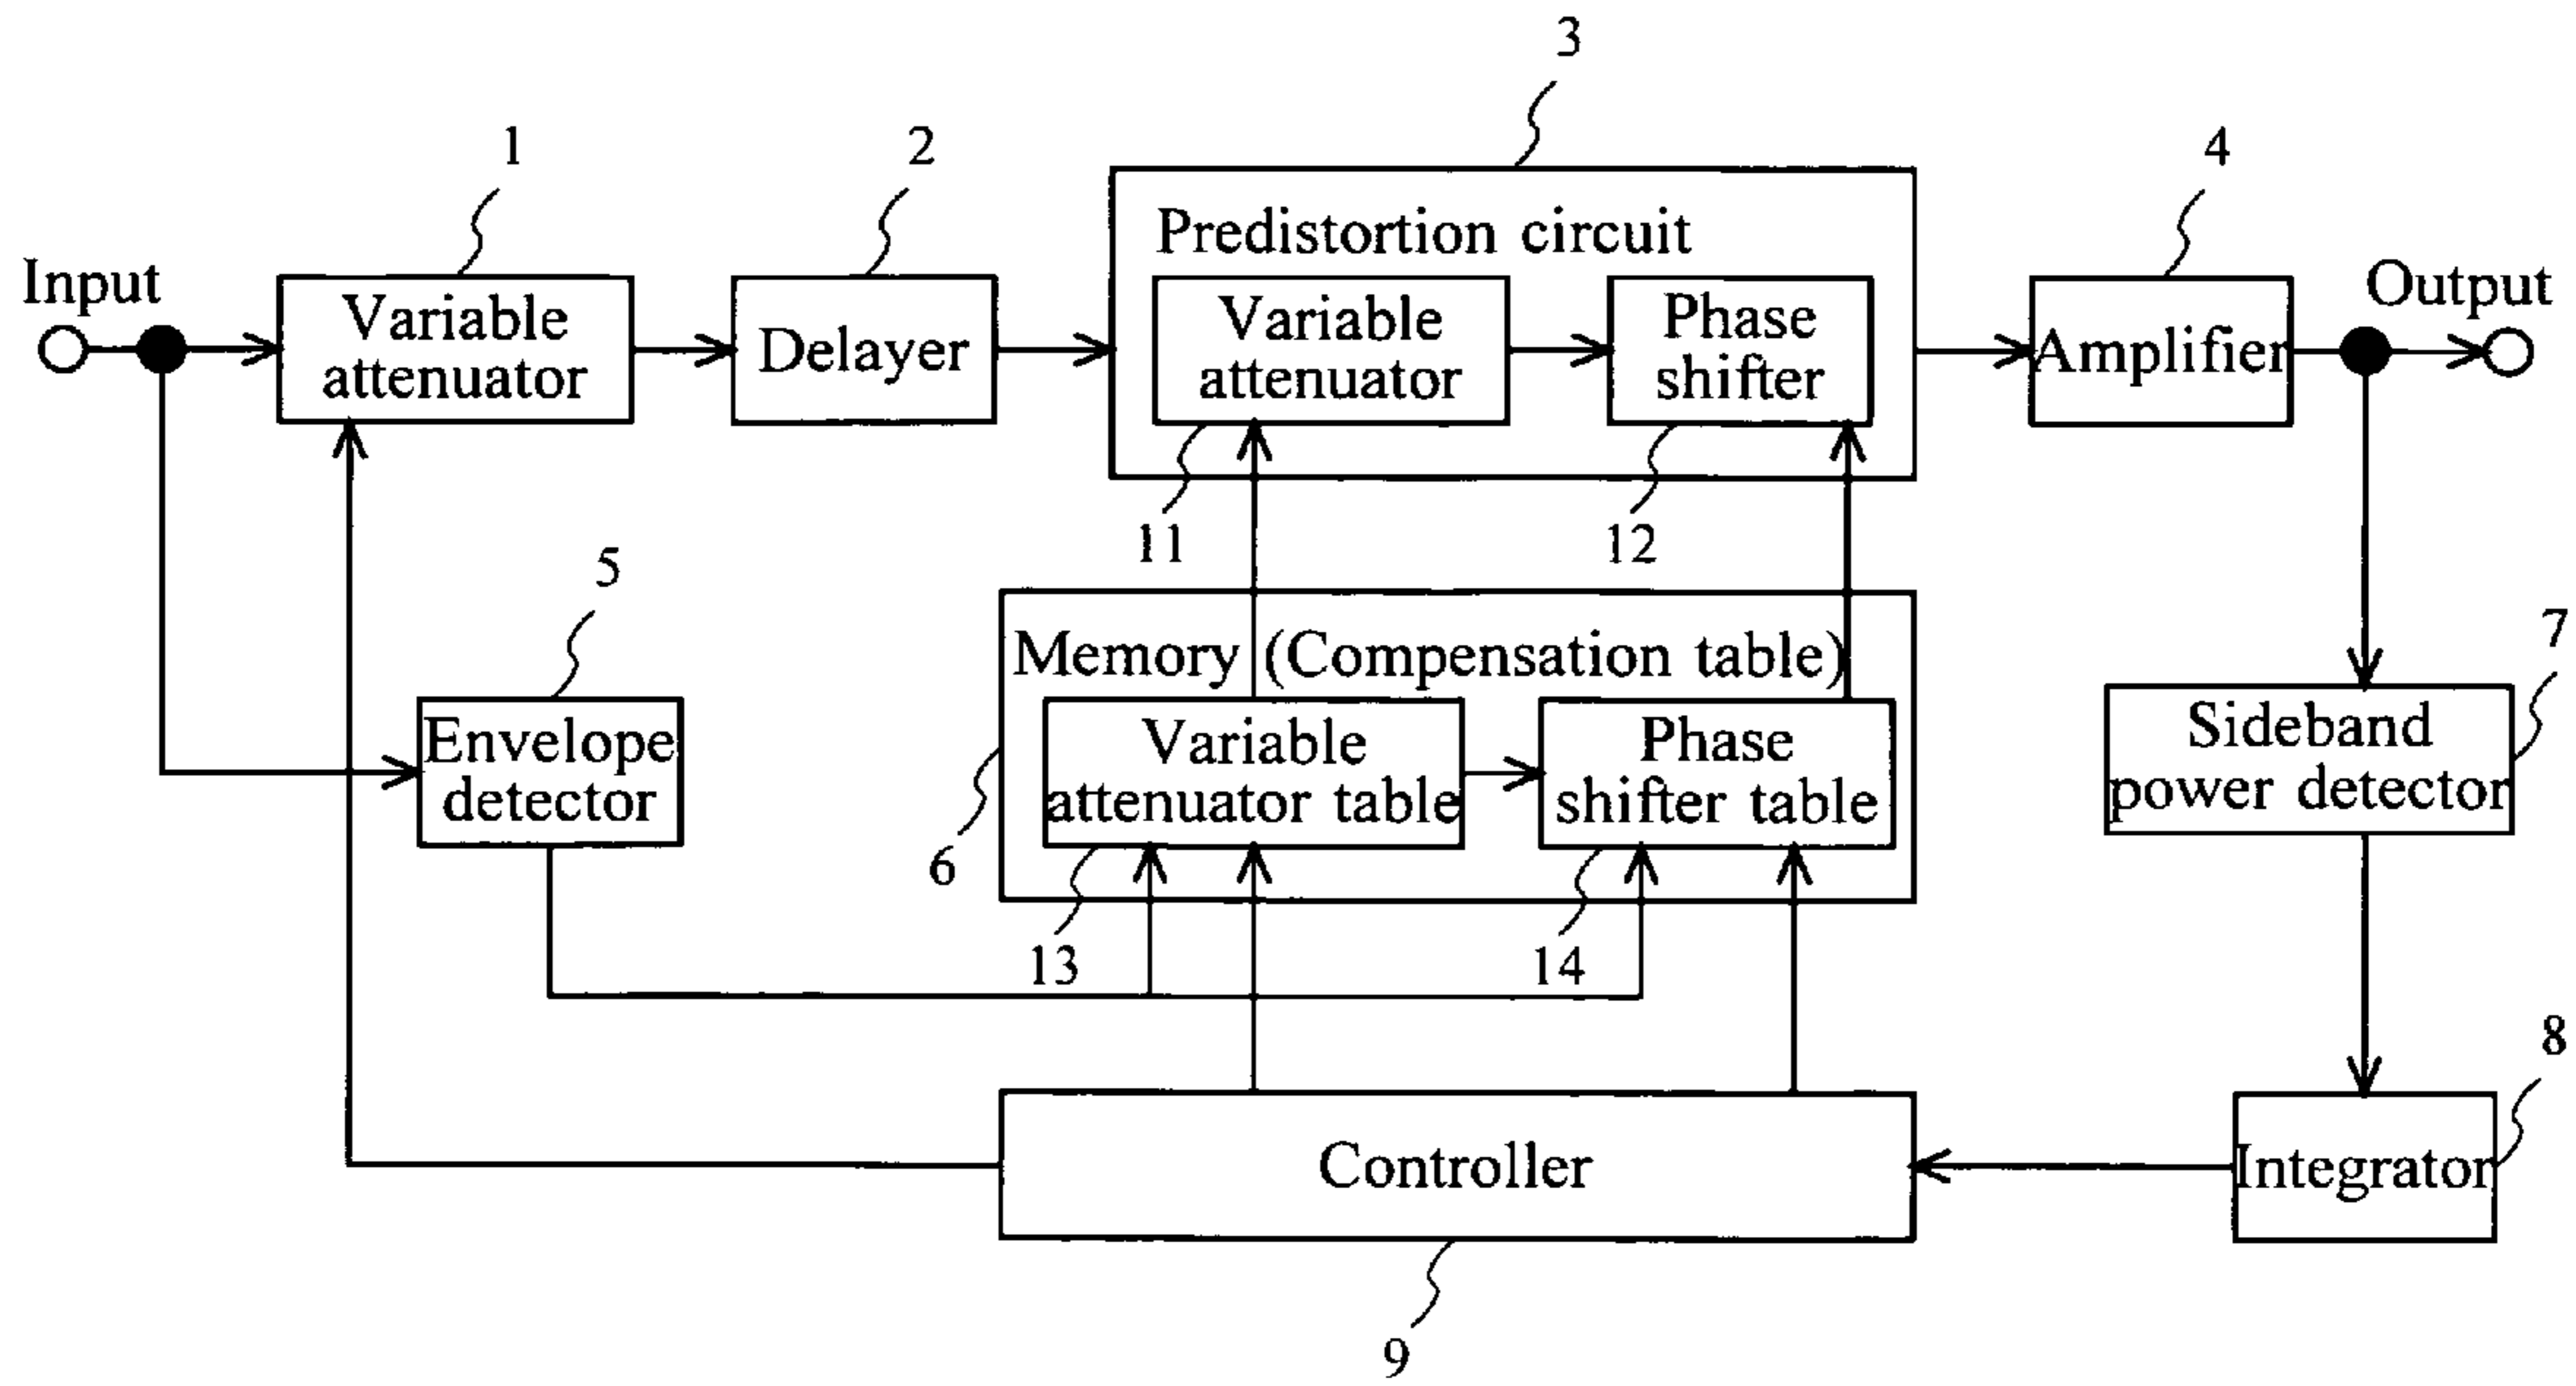 3
1
2
4
Predistortion circuit
Input
Output
Variable
attenuator
Delayer
Variable
attenuator
Phase
shifter
Amplifier
11
12
5
7
Memory (Compensation table)
Envelope
detector
Variable
attenuator table
Phase
shifter table
Sideband
power detector
6
13
14
8
Controller
Integrator
9